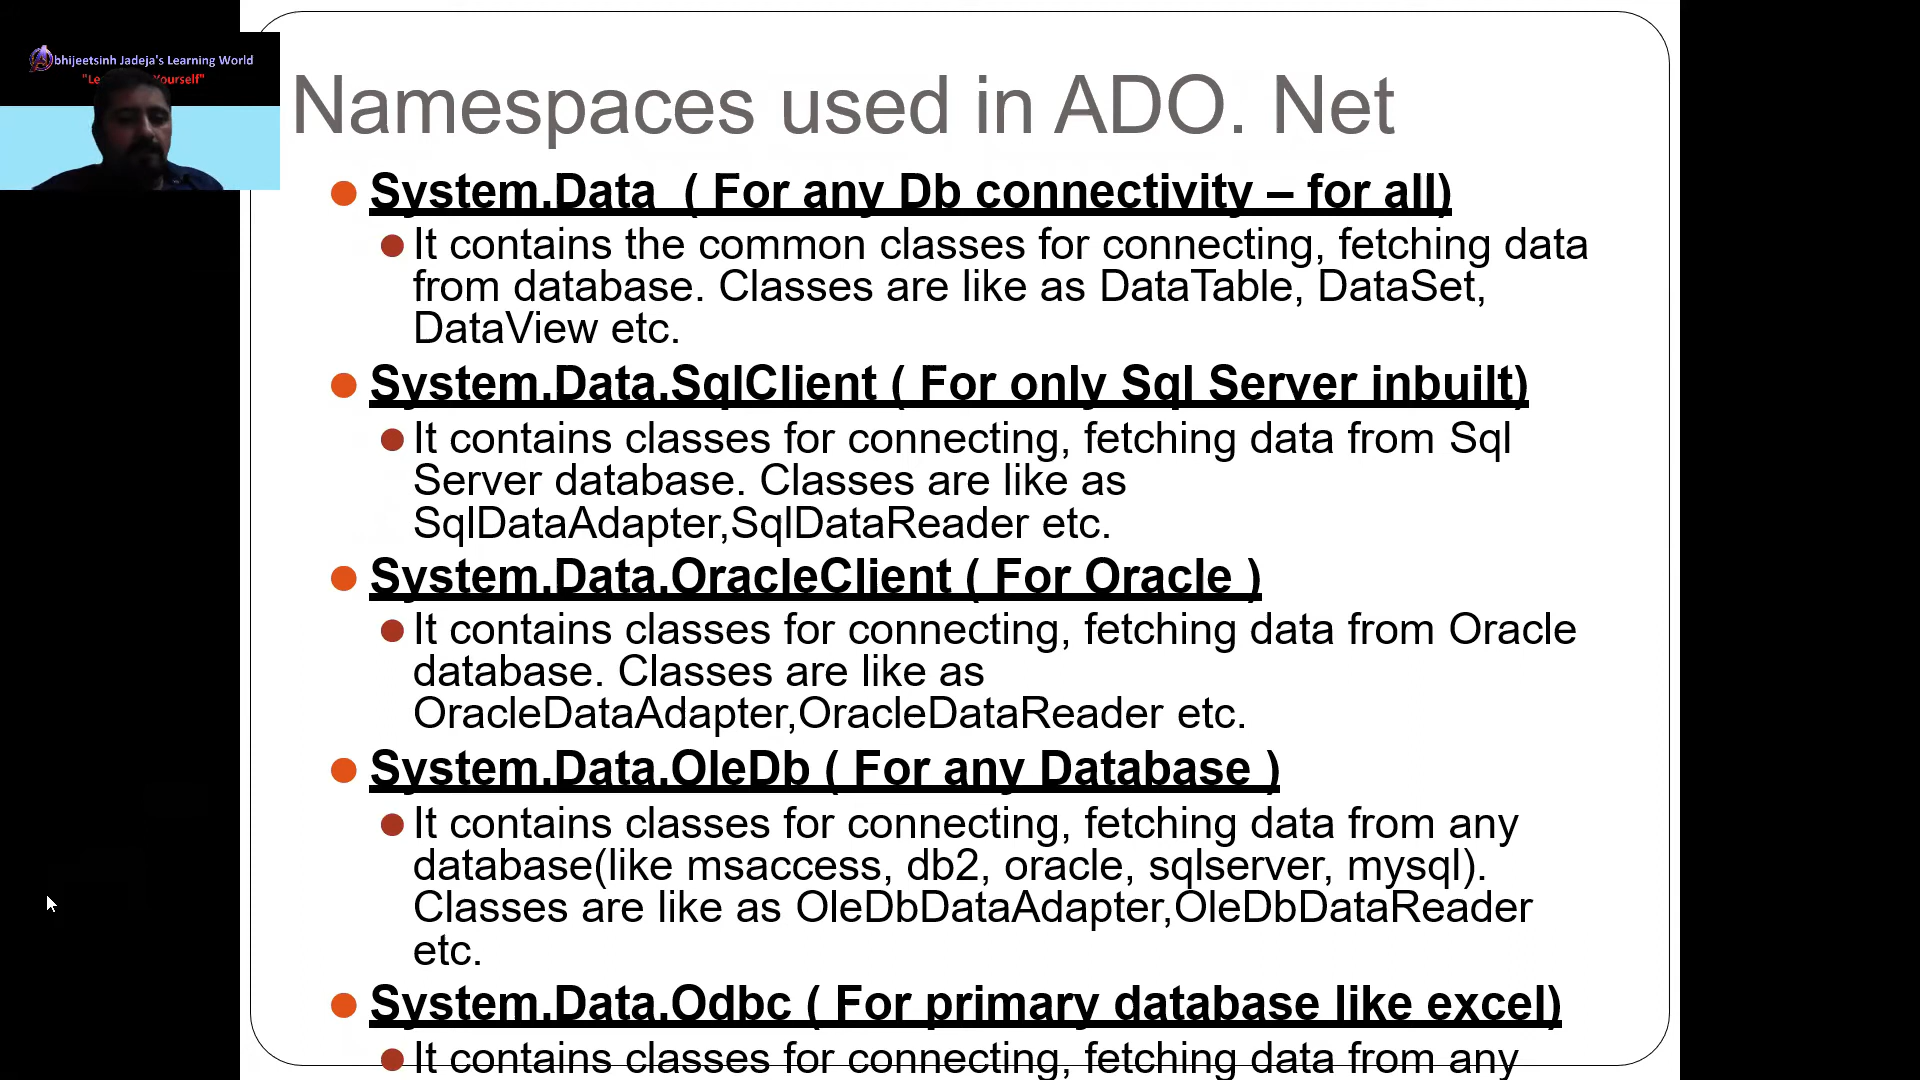 bhijeetsinh Jadeja's Learning World
Yourself"
Namespaces used in ADO. Net
System.Data ( For any Db connectivity – for all)
It contains the common classes for connecting, fetching data
from database. Classes are like as DataTable, DataSet,
DataView etc.
System.Data.SqlClient ( For only Sql Server inbuilt)
It contains classes for connecting, fetching data from Sql
Server database. Classes are like as
SqlDataAdapter,SqlDataReader etc.
System.Data.OracleClient ( For Oracle )
It contains classes for connecting, fetching data from Oracle
database. Classes are like as
OracleDataAdapter,OracleDataReader etc.
System.Data.OleDb ( For any Database )
It contains classes for connecting, fetching data from any
database(like msaccess, db2, oracle, sqlserver, mysql).
Classes are like as OleDbDataAdapter,OleDbDataReader
etc.
System.Data.Odbc ( For primary database like excel)
It contains classes for connecting, fetching data from any